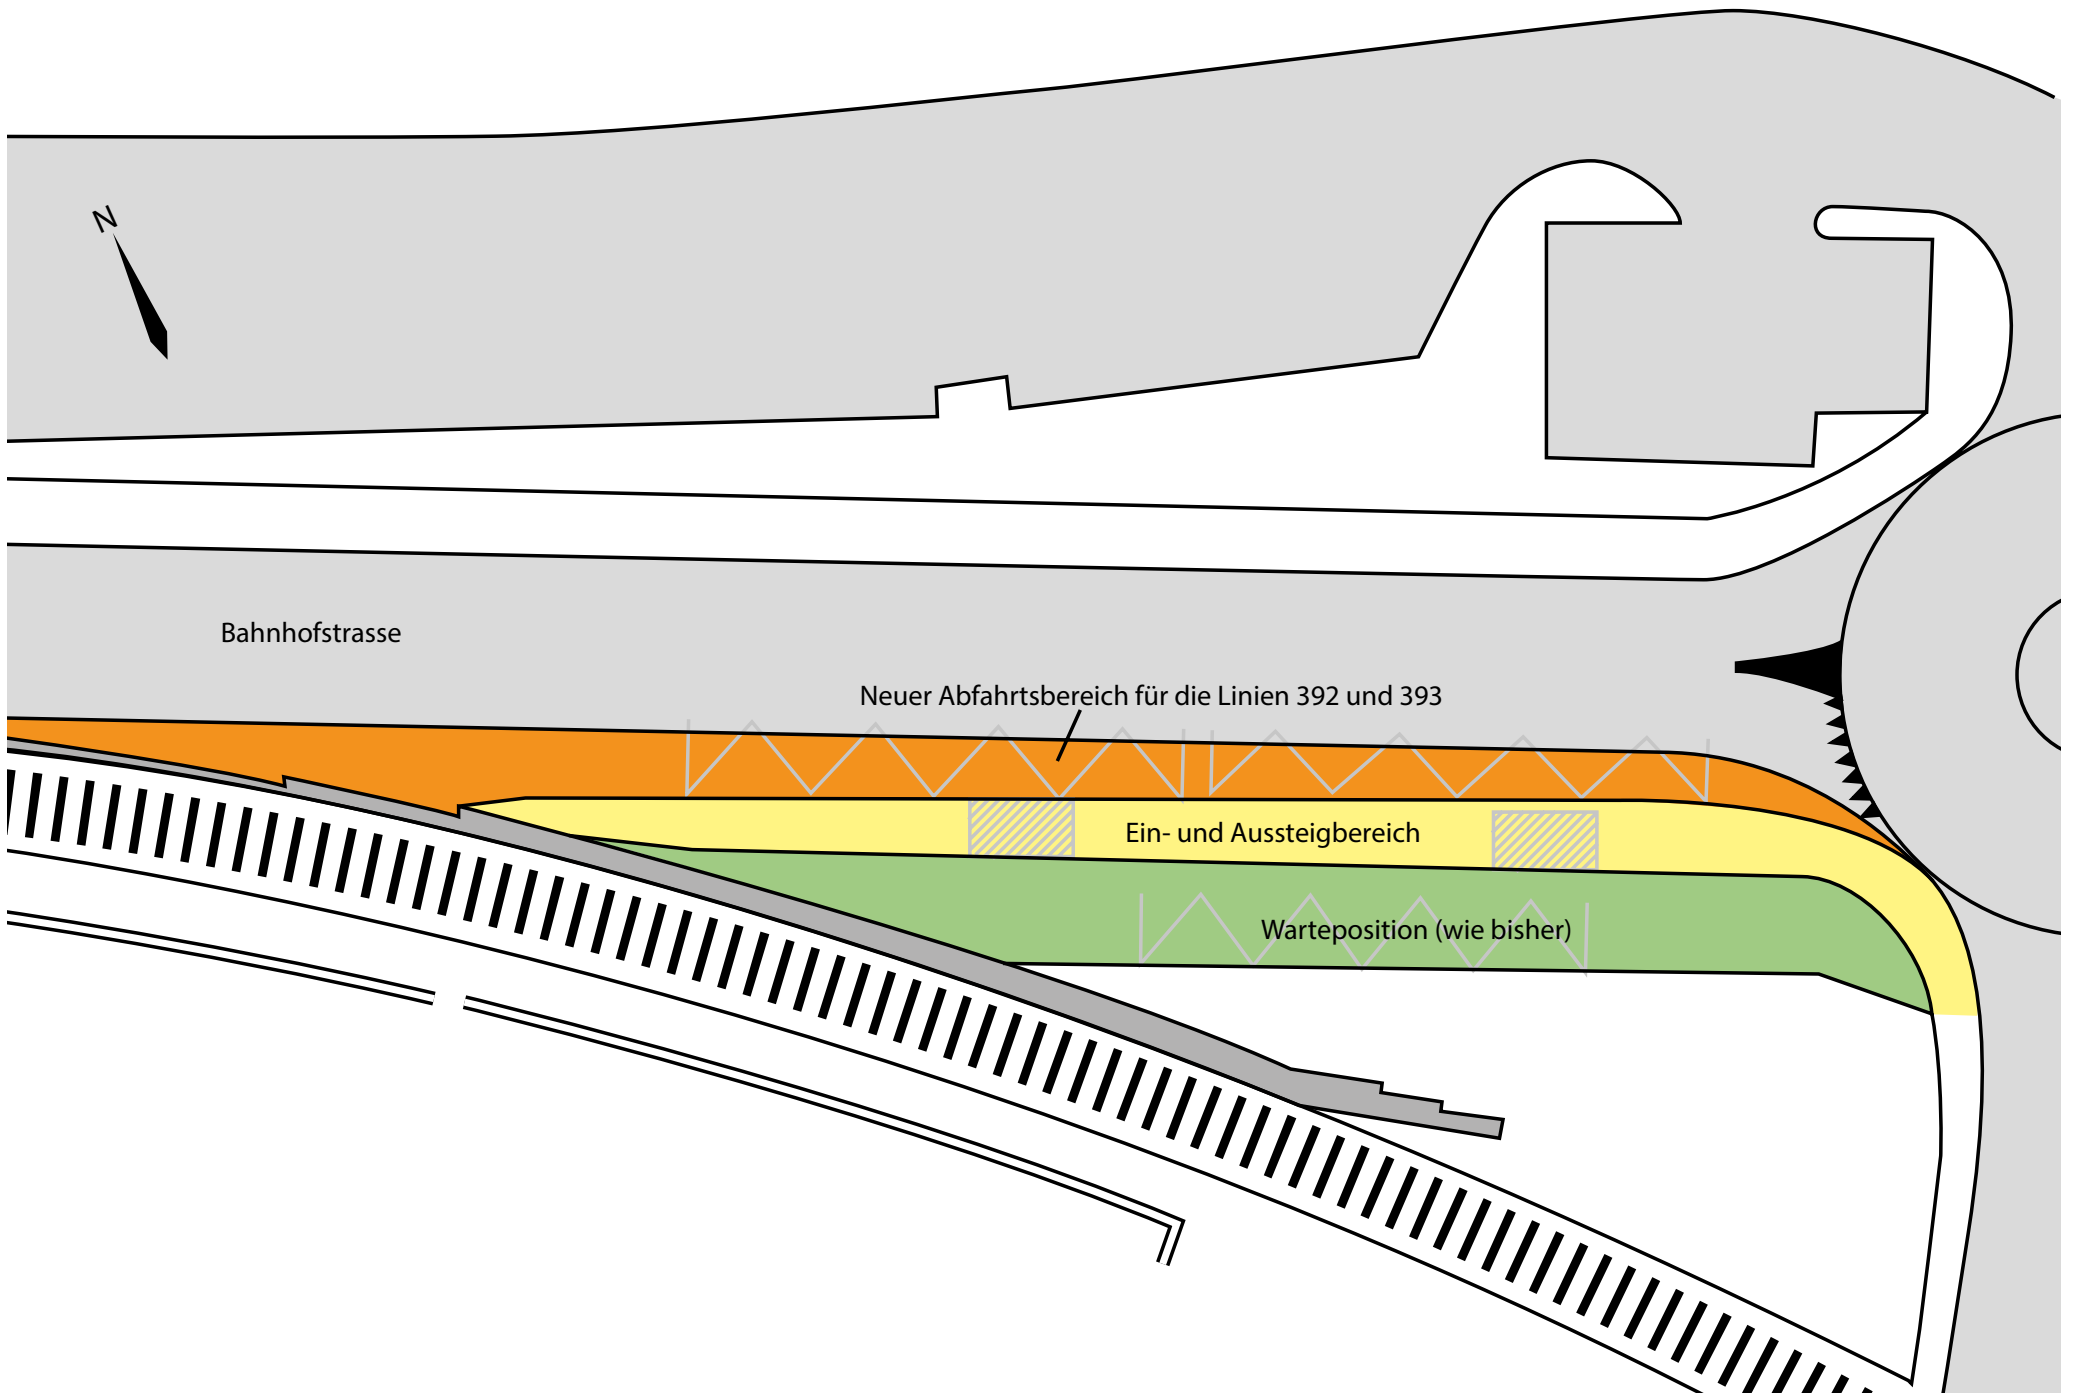 N
Bahnhofstrasse
Neuer Abfahrtsbereich für die Linien 392 und 393
Ein- und Aussteigbereich
Warteposition (wie bisher)